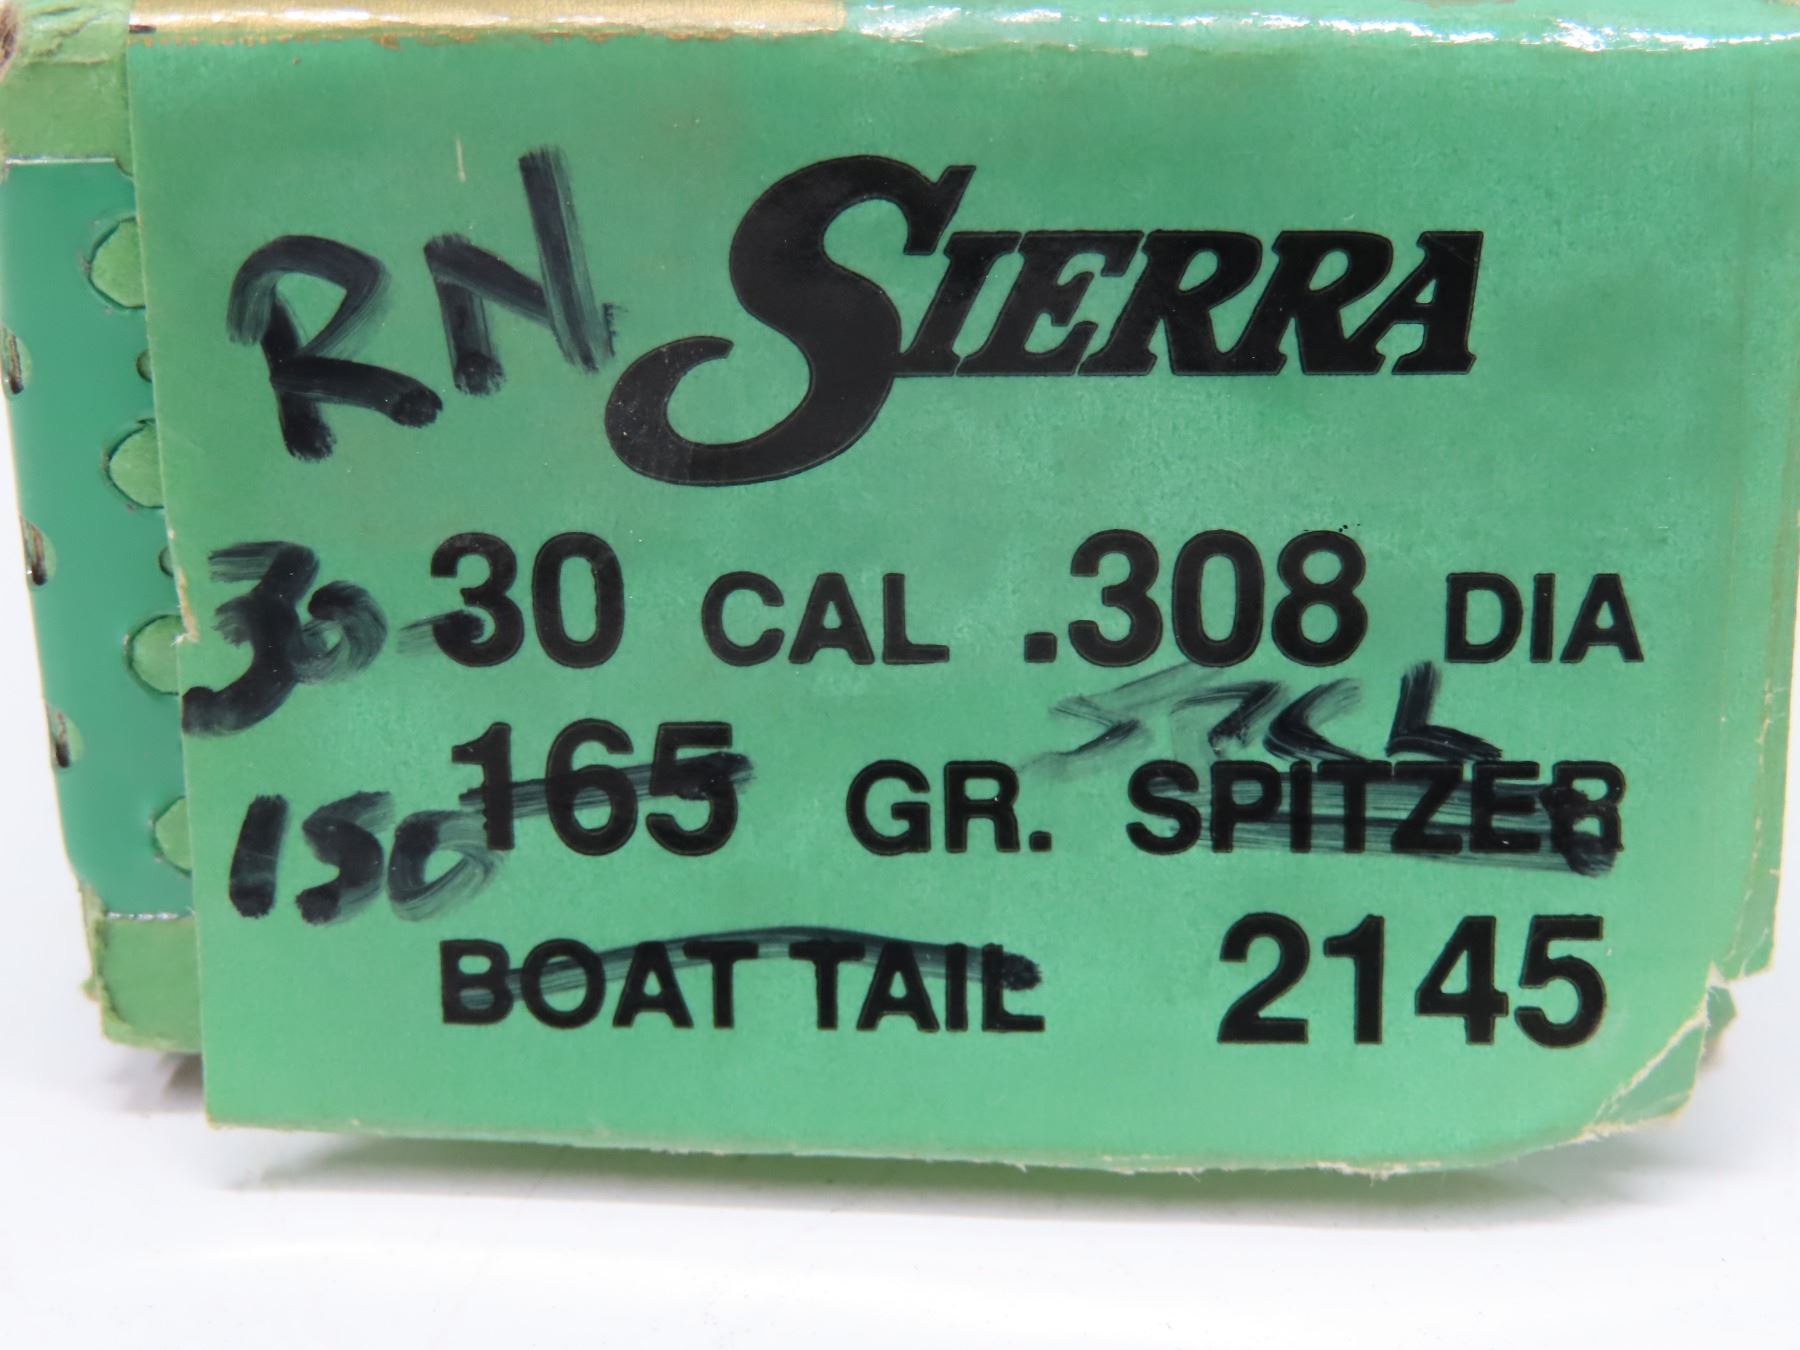 RN SIERRA
30- 30 CAL .308 DIA
150 165 GR. SPITZER
BOAT TAIL 2145